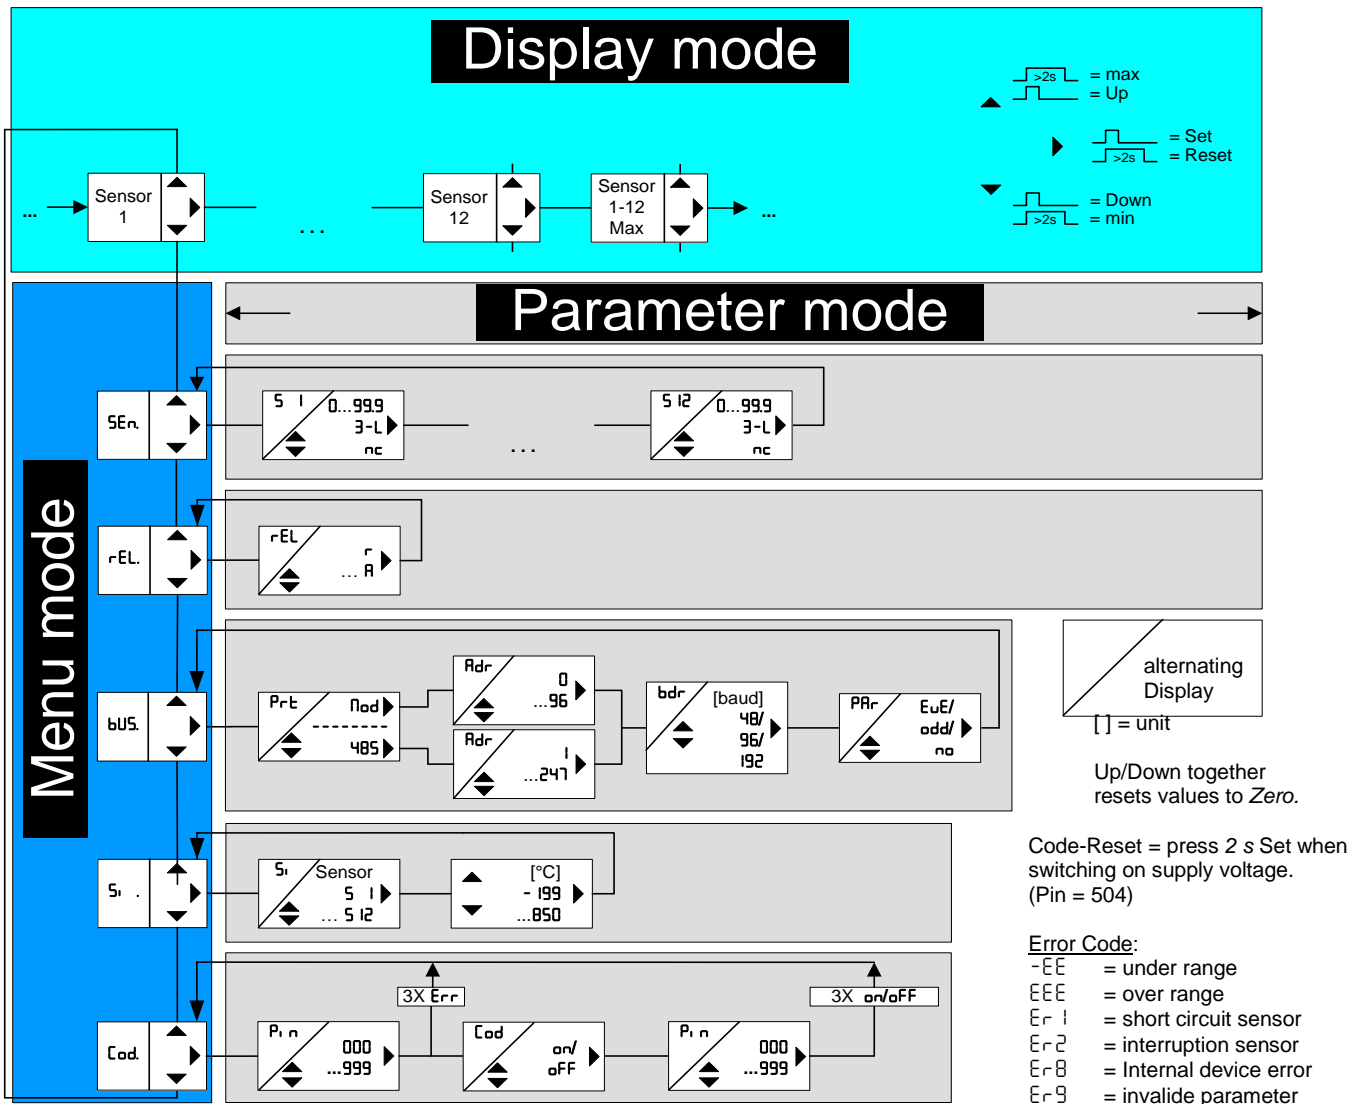 Display mode
>2s = max
= Up
= Set
>2s = Reset
= Down
>2s = min
... Sensor 1 ... Sensor 12 Sensor 1-12 Max ...
Parameter mode
Menu mode
SEn.
S 1 0...99.9
3-L
nc
...
S 12 0...99.9
3-L
nc
rEL.
rEL r
... A
bUS.
Prt Mod
--------
485
Adr 0
...96
Adr 1
...247
bdr [baud]
48/
96/
192
PAr EvE/
odd/
no
alternating
Display
[ ] = unit
Up/Down together
resets values to Zero.
Si .
Si Sensor
S 1
... S 12
[°C]
- 199
...850
Code-Reset = press 2 s Set when
switching on supply voltage.
(Pin = 504)
Cod.
Pin 000
...999
3X Err
Cod on/
oFF
Pin 000
...999
3X on/oFF
Error Code:
-EE = under range
EEE = over range
Er 1 = short circuit sensor
Er2 = interruption sensor
Er8 = Internal device error
Er9 = invalide parameter